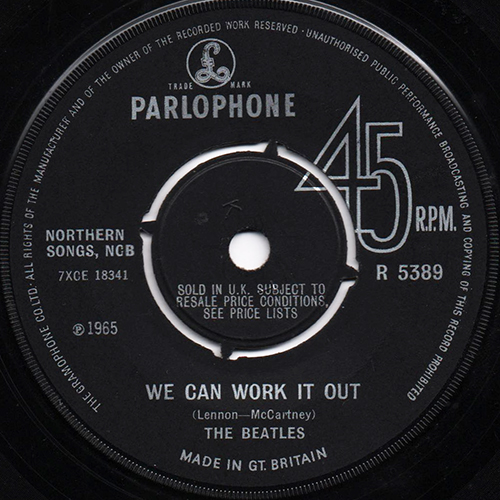 ALL RIGHTS OF THE MANUFACTURER AND OF THE OWNER OF THE RECORDED WORK RESERVED · UNAUTHORISED PUBLIC PERFORMANCE BROADCASTING AND COPYING OF THIS RECORD PROHIBITED
THE GRAMOPHONE CO. LTD.
£
TRADE MARK
PARLOPHONE
45
R.P.M.
NORTHERN
SONGS, NCB
7XCE 18341
R 5389
K
SOLD IN U.K. SUBJECT TO
RESALE PRICE CONDITIONS,
SEE PRICE LISTS
℗ 1965
WE CAN WORK IT OUT
(Lennon—McCartney)
THE BEATLES
MADE IN GT. BRITAIN